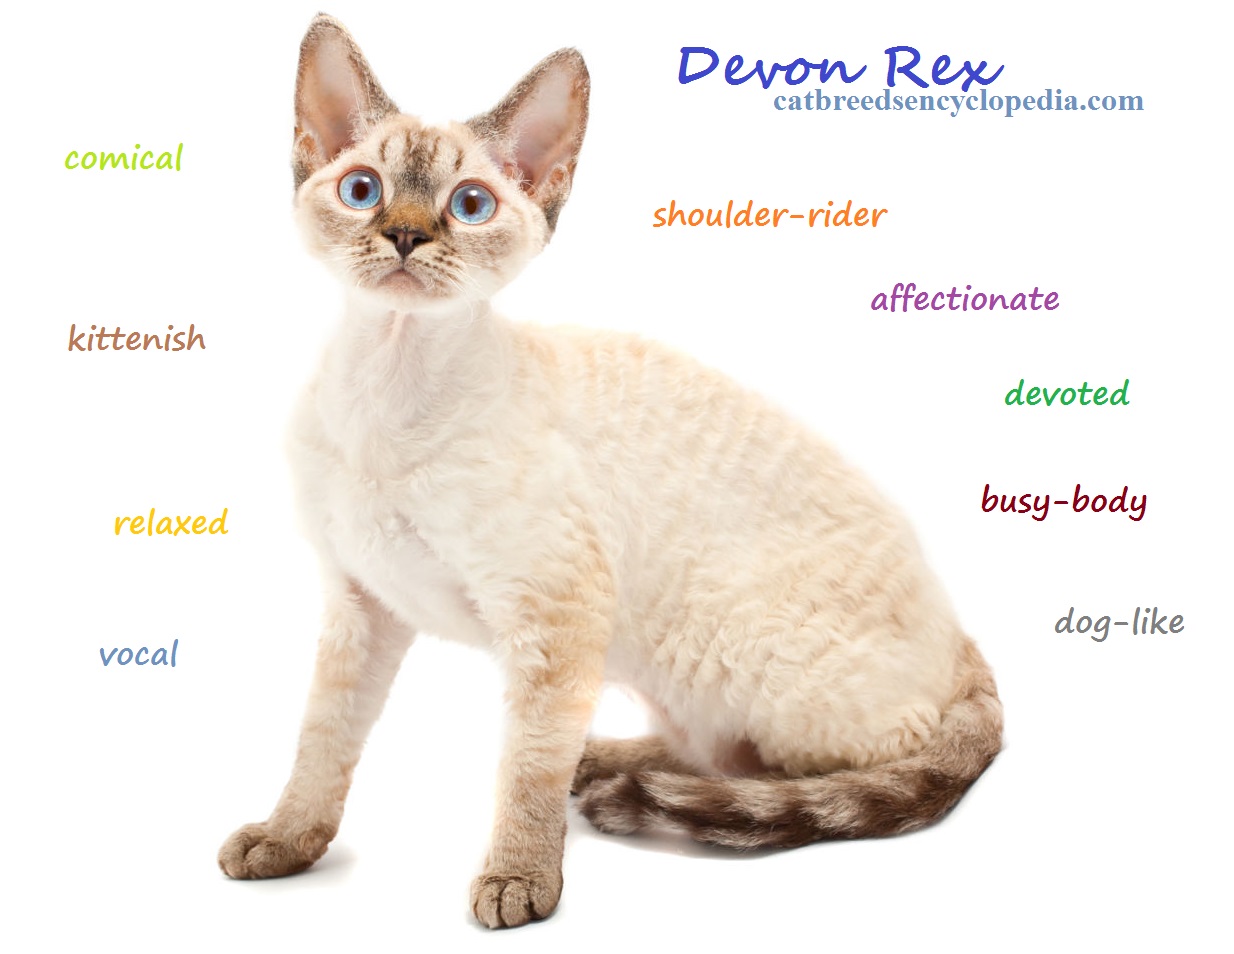 Devon Rex
catbreedsencyclopedia.com
comical
shoulder-rider
affectionate
kittenish
devoted
busy-body
relaxed
dog-like
vocal